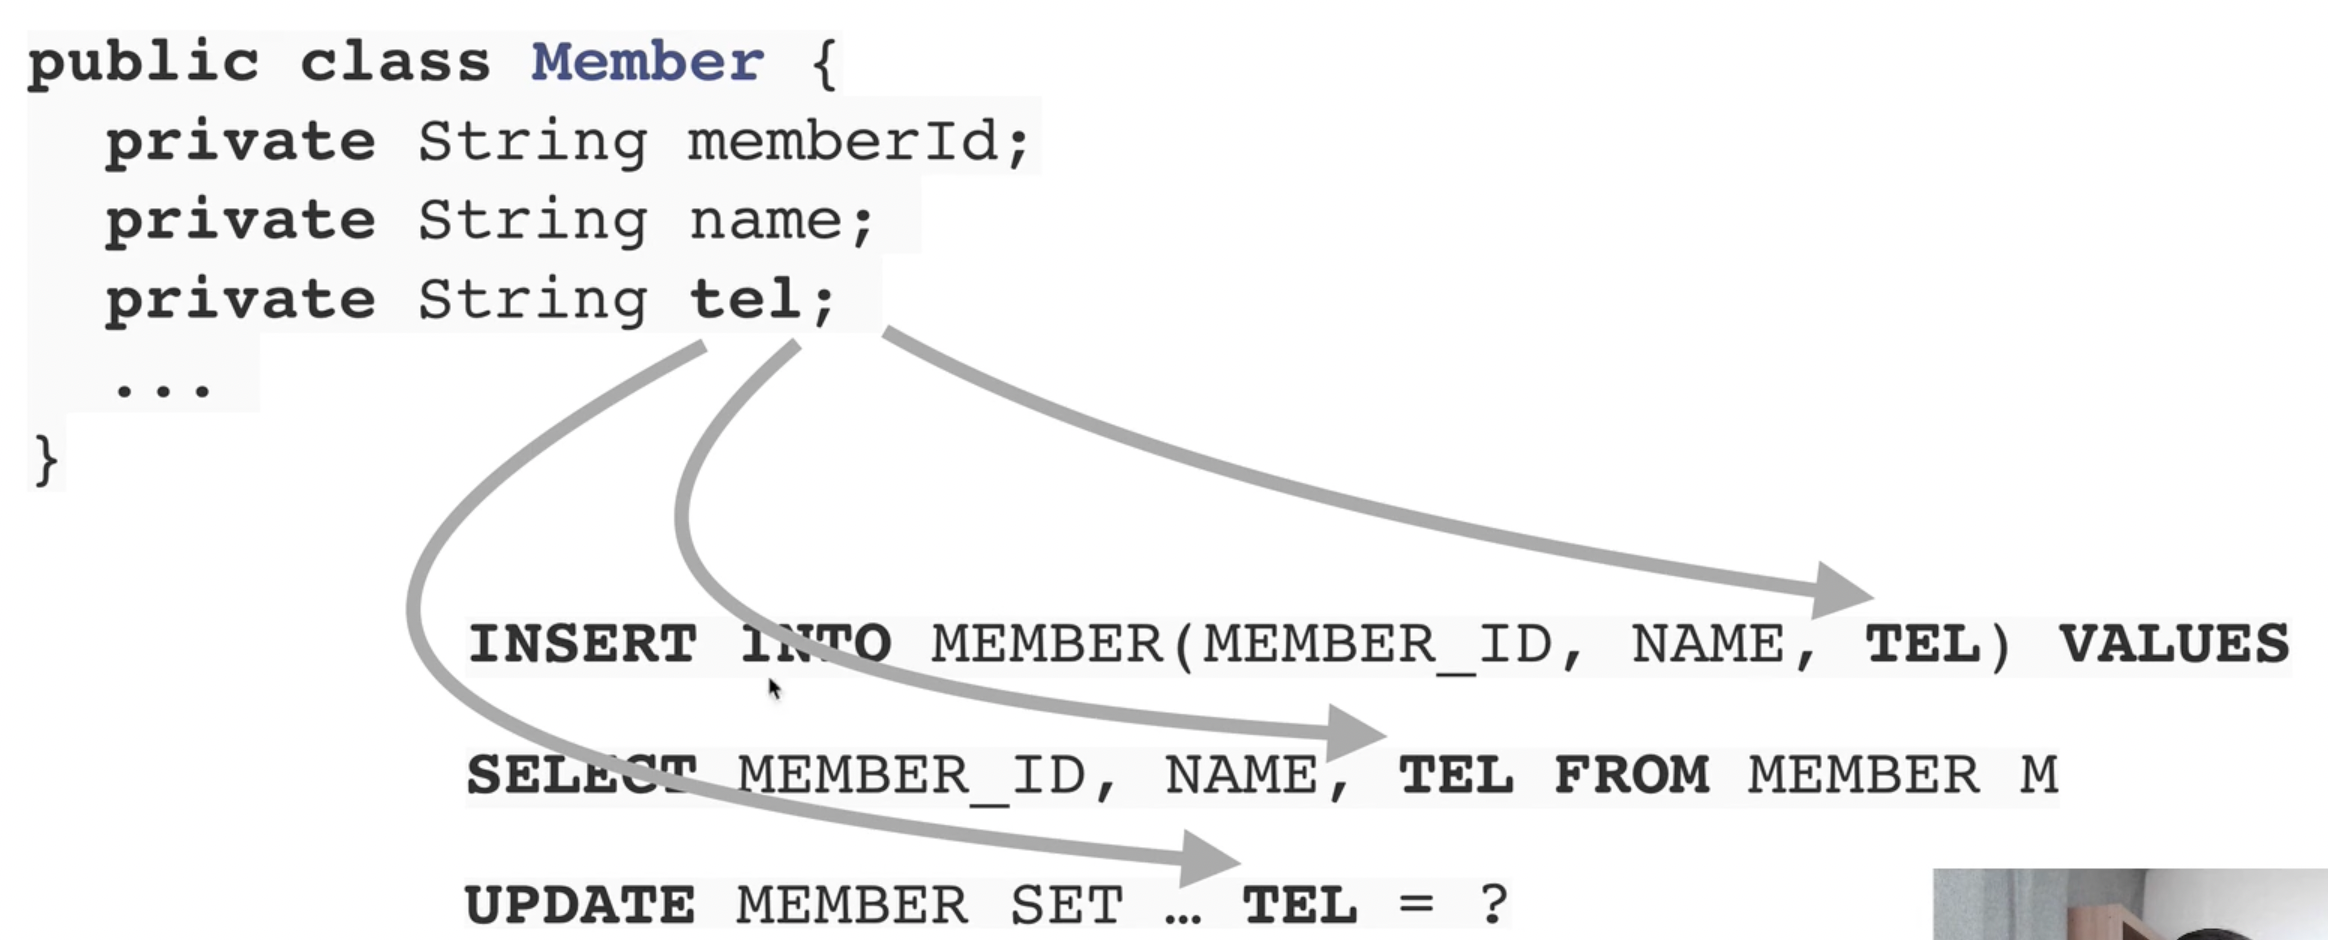 public class Member {
private String memberId;
private String name;
private String tel;
...
}
INSERT INTO MEMBER(MEMBER_ID, NAME, TEL) VALUES
SELECT MEMBER_ID, NAME, TEL FROM MEMBER M
UPDATE MEMBER SET … TEL = ?